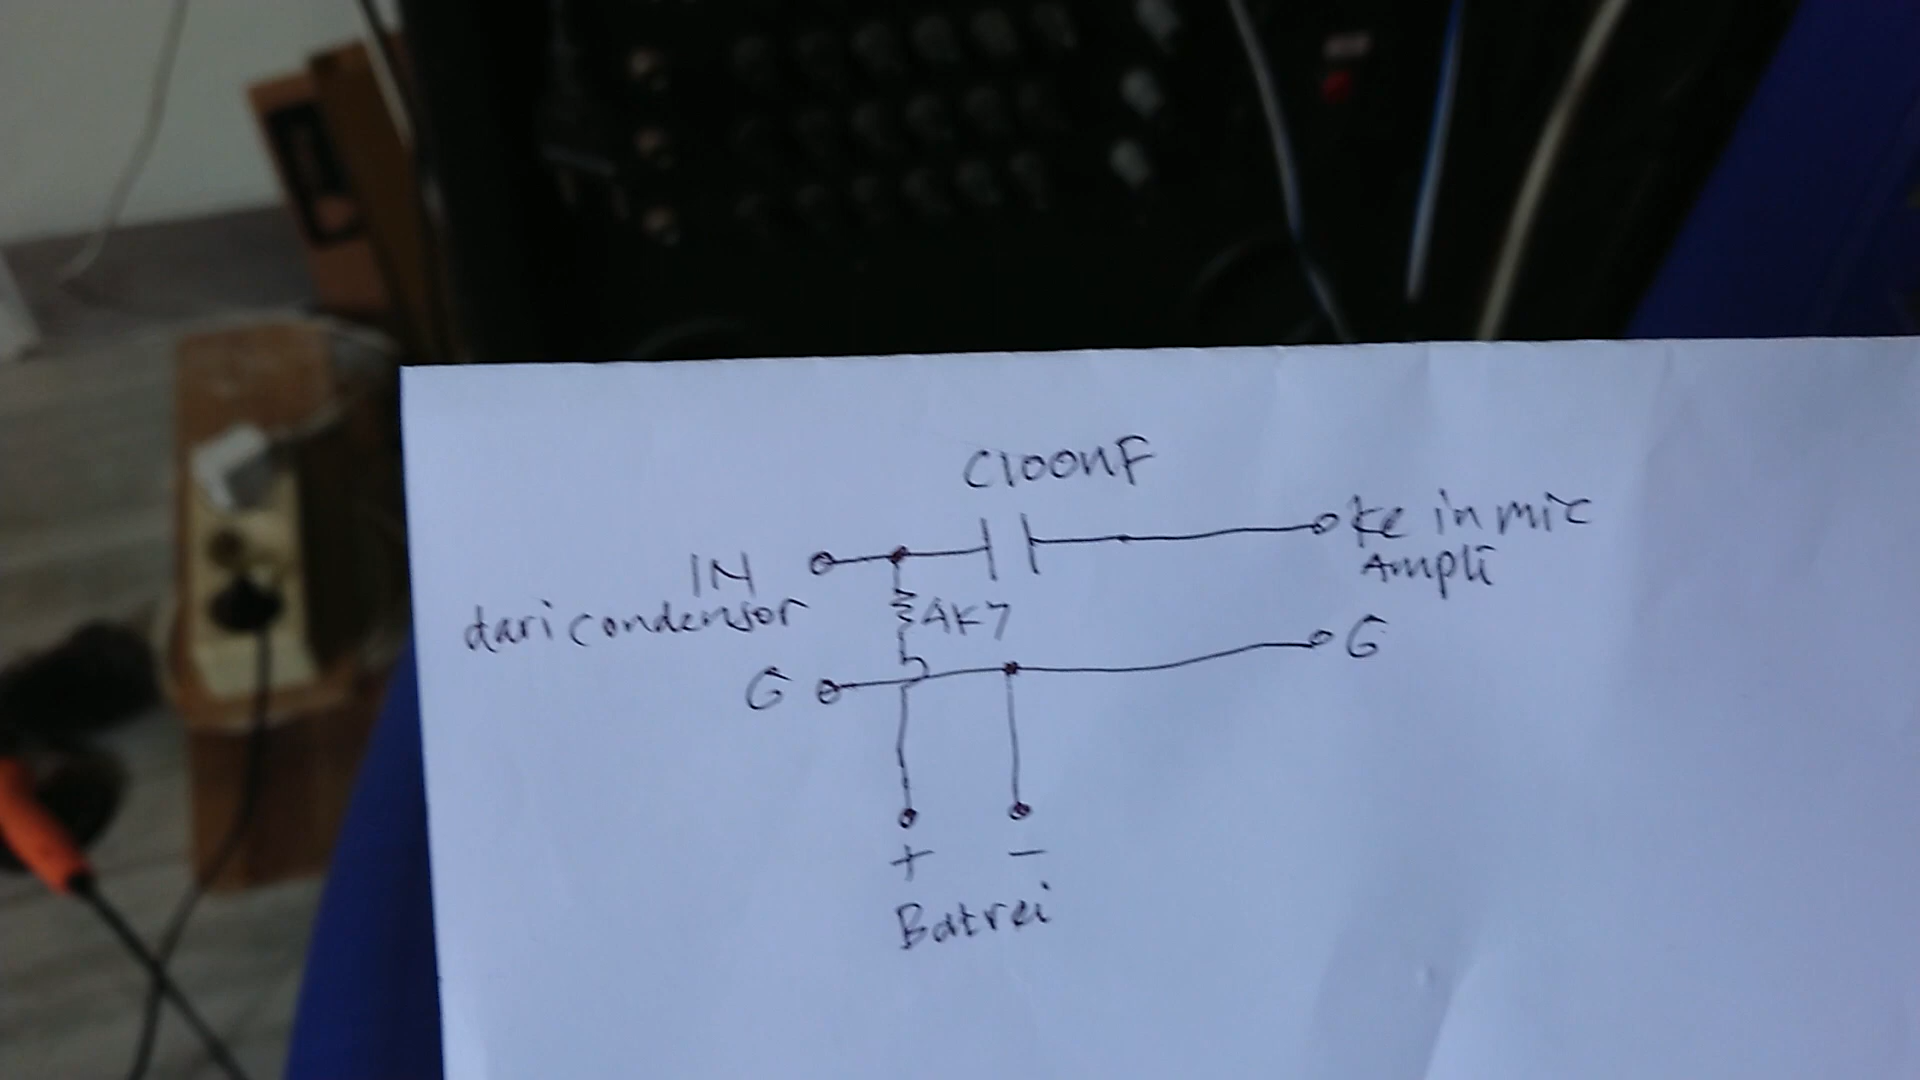 C100nF
IN
dari condensor
4K7
ke in mic
Ampli
G
G
+ -
Batrei